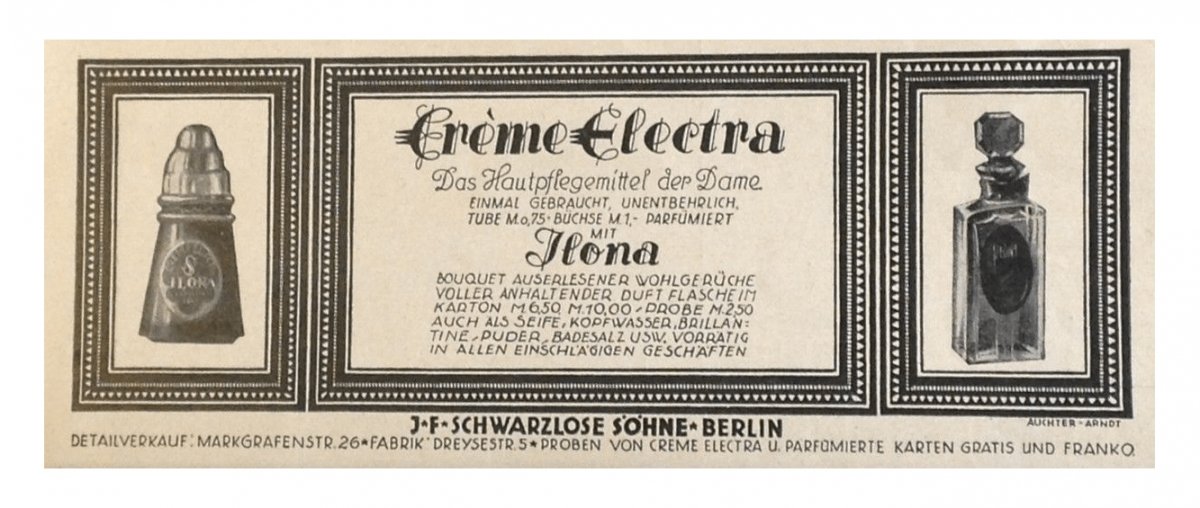 S
ILONA
Crème Electra
Das Hautpflegemittel der Dame.
EINMAL GEBRAUCHT, UNENTBEHRLICH,
TUBE M.0,75 · BÜCHSE M.1,- PARFÜMIERT
MIT
Ilona
BOUQUET AUSERLESENER WOHLGERÜCHE
VOLLER ANHALTENDER DUFT FLASCHE IM
KARTON M.6,50, M.10,00 - PROBE M.2,50
AUCH ALS SEIFE, KOPFWASSER, BRILLAN=
TINE - PUDER, BADESALZ USW. VORRÄTIG
IN ALLEN EINSCHLÄGIGEN GESCHÄFTEN
J*F*SCHWARZLOSE SÖHNE*BERLIN
AUCHTER-ARNDT
DETAILVERKAUF: MARKGRAFENSTR. 26*FABRIK: DREYSESTR. 5*PROBEN VON CREME ELECTRA U. PARFÜMIERTE KARTEN GRATIS UND FRANKO.